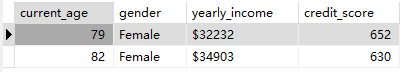 current_age gender yearly_income credit_score
79 Female $32232 652
82 Female $34903 630